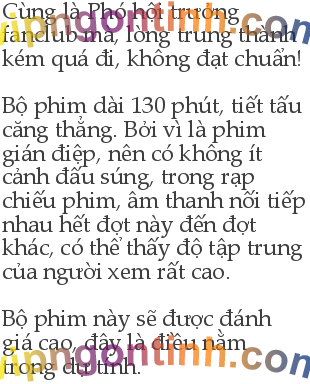 Cùng là Phó hội trưởng
fanclub mà, lòng trung thành
kém quá đi, không đạt chuẩn!
Bộ phim dài 130 phút, tiết tấu
căng thẳng. Bởi vì là phim
gián điệp, nên có không ít
cảnh đấu súng, trong rạp
chiếu phim, âm thanh nối tiếp
nhau hết đợt này đến đợt
khác, có thể thấy độ tập trung
của người xem rất cao.
Bộ phim này sẽ được đánh
giá cao, đây là điều nằm
trong dự tính.
vipngontinh.com
vipngontinh.com